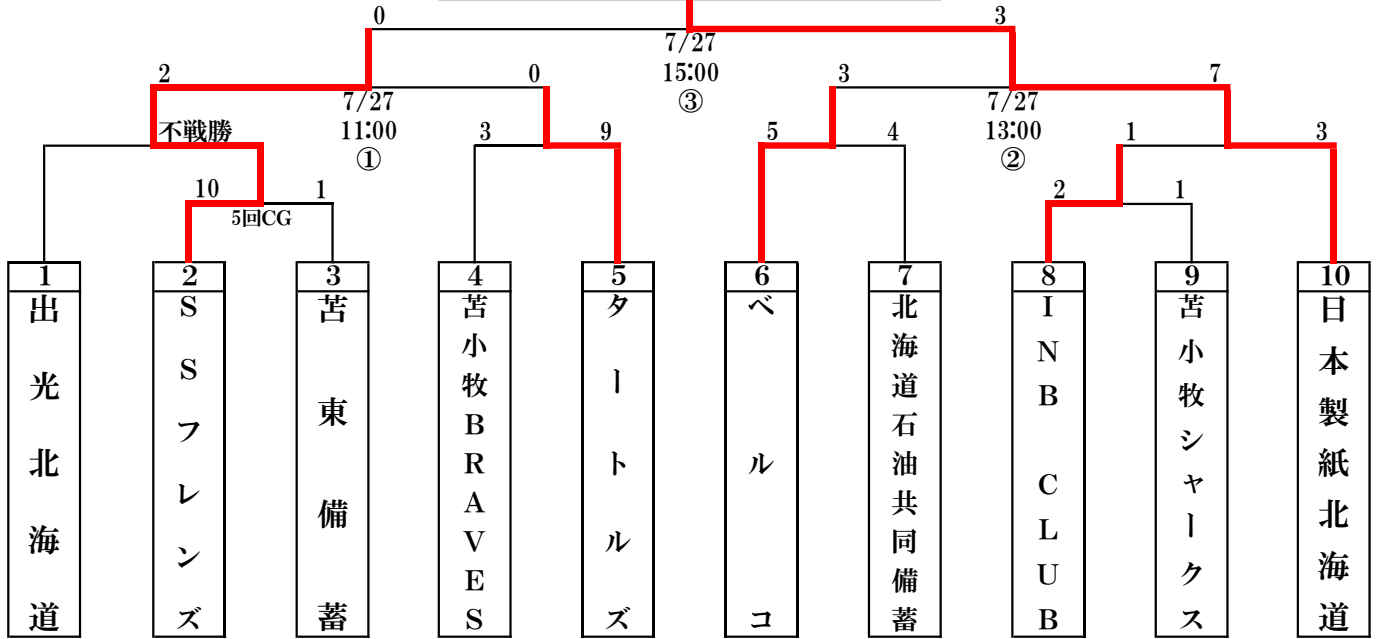 0
3
7/27
15:00
③
2
0
3
7
7/27
11:00
①
7/27
13:00
②
不戦勝
3
9
5
4
1
3
10
1
5回CG
2
1
1
出光北海道
2
SSフレンズ
3
苫東備蓄
4
苫小牧BRAVES
5
タートルズ
6
ベルコ
7
北海道石油共同備蓄
8
INB CLUB
9
苫小牧シャークス
10
日本製紙北海道